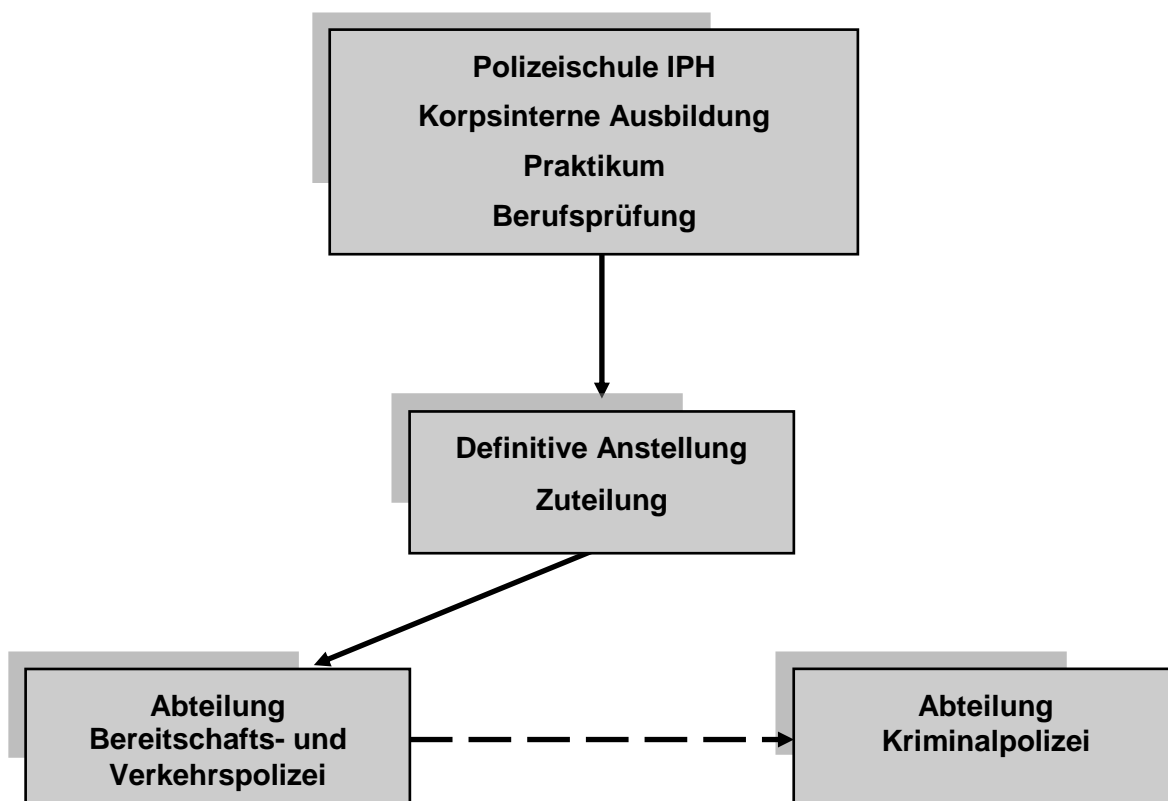 Polizeischule IPH
Korpsinterne Ausbildung
Praktikum
Berufsprüfung
Definitive Anstellung
Zuteilung
Abteilung
Bereitschafts- und
Verkehrspolizei
Abteilung
Kriminalpolizei